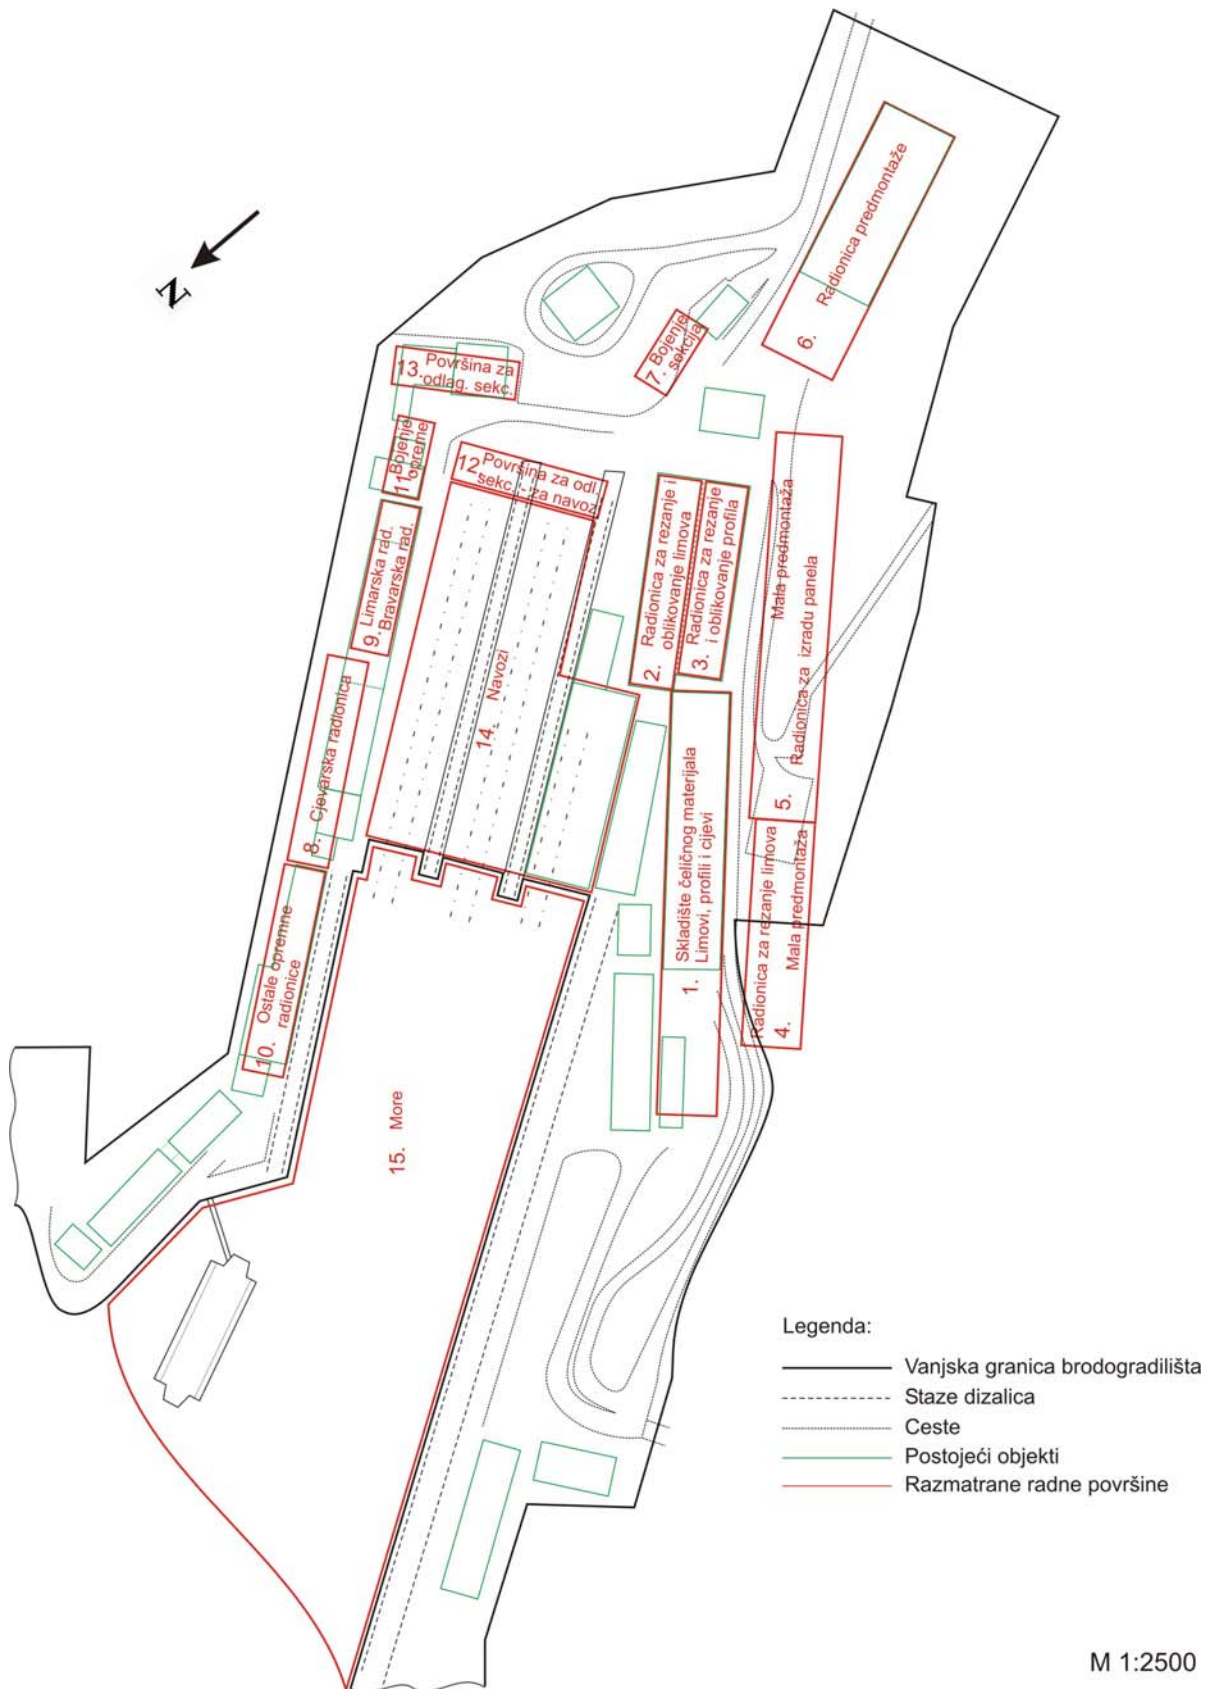 N
6. Radionica predmontaže
7. Bojenje
sekcija
13. Površina za
odlag. sekc.
11. Bojenje
opreme
12. Površina za odl.
sekc. - za navoz
9. Limarska rad.
Bravarska rad.
2. Radionica za rezanje i
oblikovanje limova
3. Radionica za rezanje
i oblikovanje profila
Mala predmontaža
5. Radionica za izradu panela
14. Navozi
8. Cjevarska radionica
1. Skladište čeličnog materijala
Limovi, profili i cijevi
Radionica za rezanje limova
4. Mala predmontaža
10. Ostale opremne
radionice
15. More
Legenda:
Vanjska granica brodogradilišta
Staze dizalica
Ceste
Postojeći objekti
Razmatrane radne površine
M 1:2500